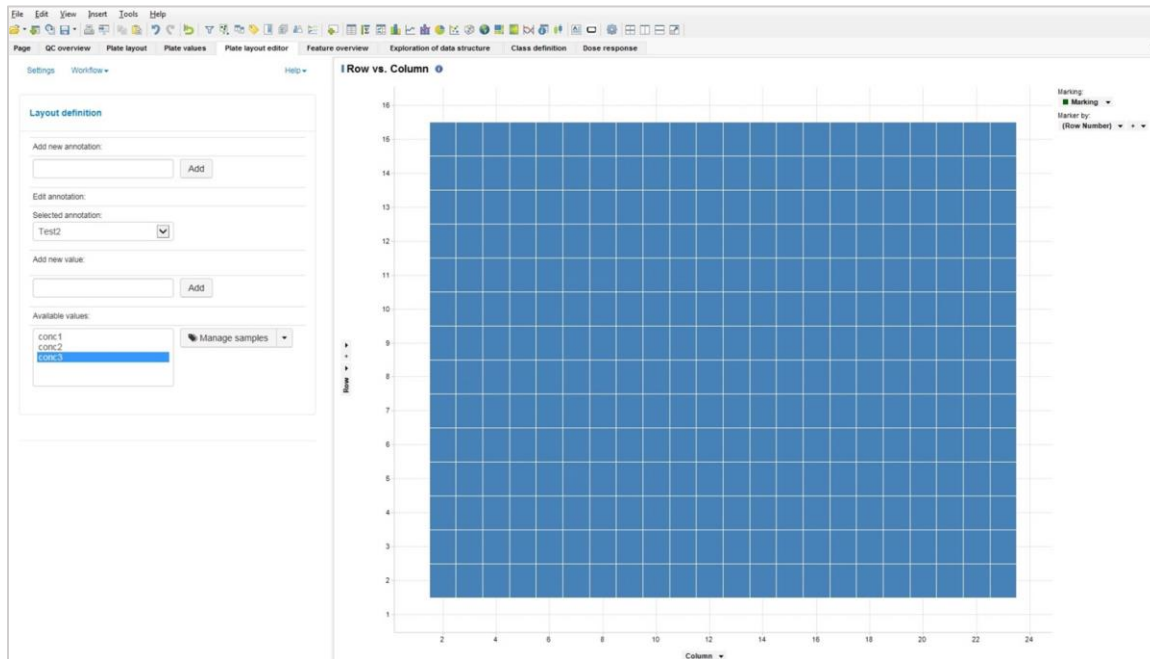 File Edit View Insert Tools Help
Page QC overview Plate layout Plate values Plate layout editor Feature overview Exploration of data structure Class definition Dose response
Settings Workflow Help
Layout definition
Add new annotation:
Add
Edit annotation:
Selected annotation:
Test2
Add new value:
Add
Available values:
conc1
conc2
conc3
Manage samples
Row vs. Column
16
15
14
13
12
11
10
9
8
7
6
5
4
3
2
1
Row
2 4 6 8 10 12 14 16 18 20 22 24
Column
Marking:
Marking
Marker by:
(Row Number)